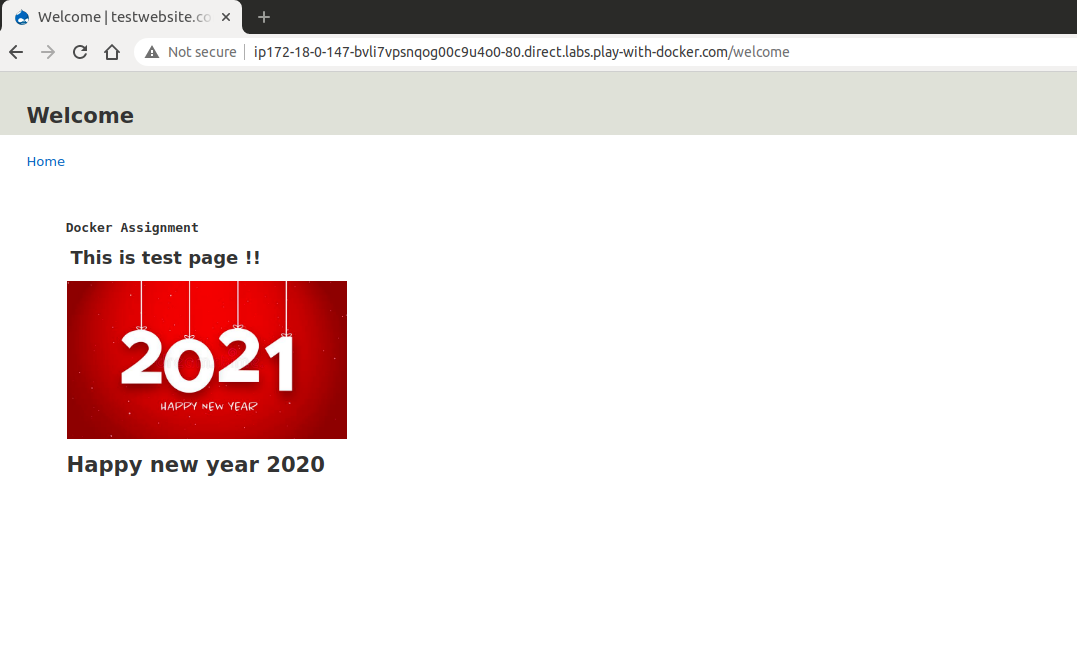 Welcome | testwebsite.co
Not secure ip172-18-0-147-bvli7vpsnqog00c9u4o0-80.direct.labs.play-with-docker.com/welcome
Welcome
Home
Docker Assignment
This is test page !!
2021
HAPPY NEW YEAR
Happy new year 2020